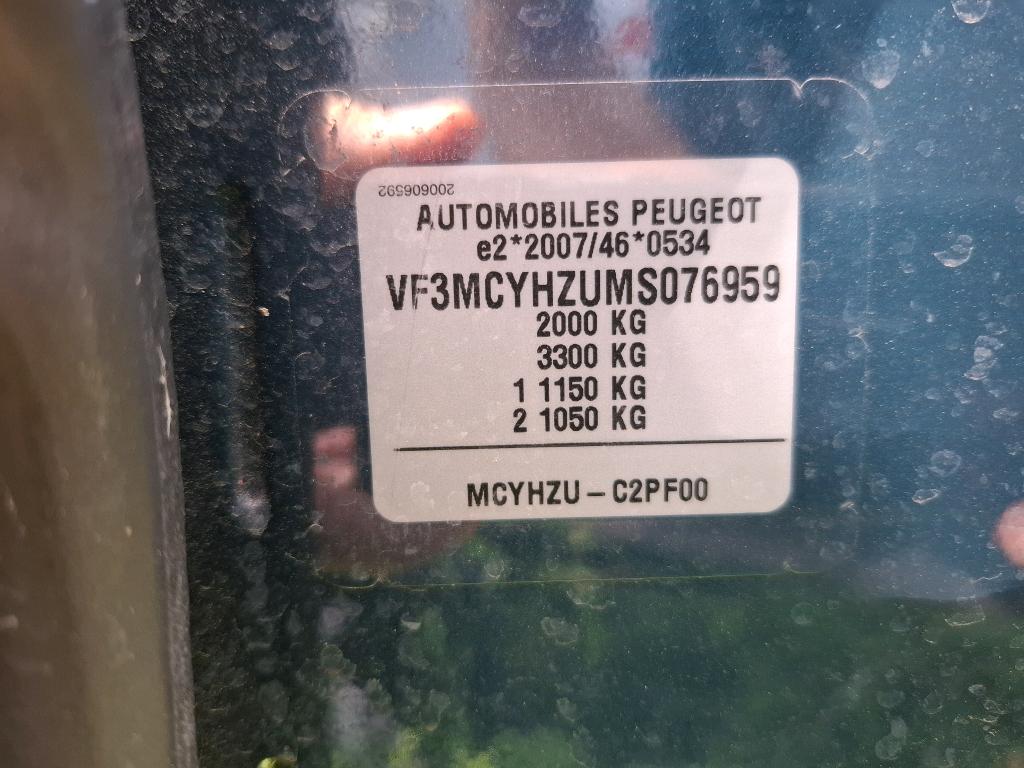 200606592
AUTOMOBILES PEUGEOT
e2*2007/46*0534
VF3MCYHZUMS076959
2000 KG
3300 KG
1 1150 KG
2 1050 KG
MCYHZU – C2PF00